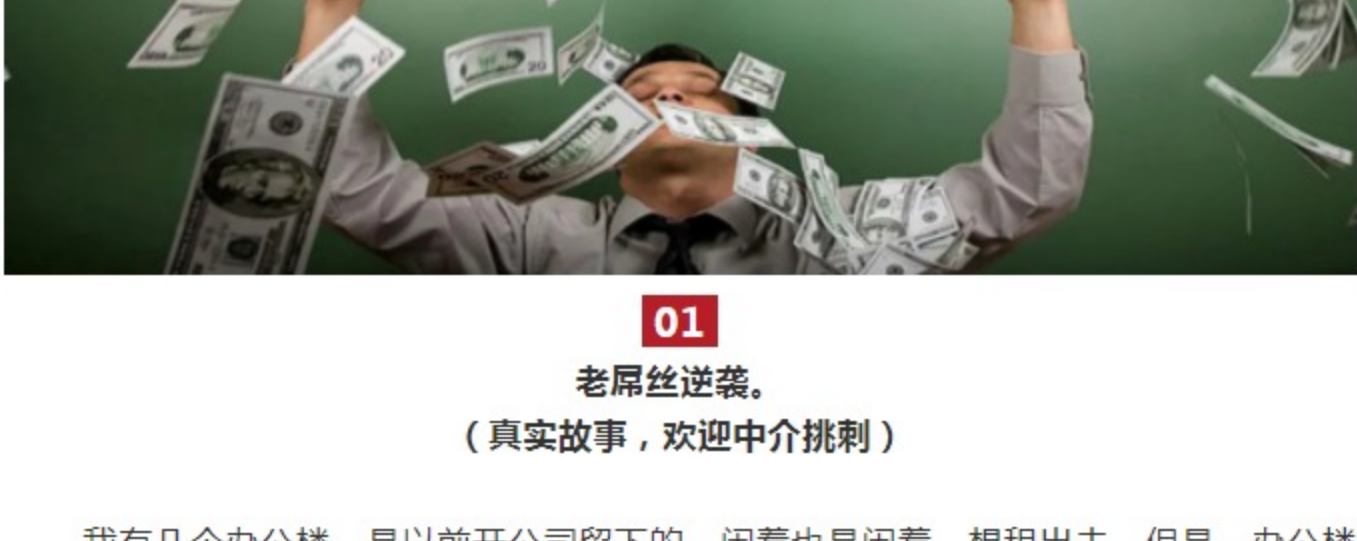 01
老屌丝逆袭。
（真实故事，欢迎中介挑刺）
我有几个办公楼，是以前开公司留下的，闲着也是闲着，想租出去，但是，办公楼